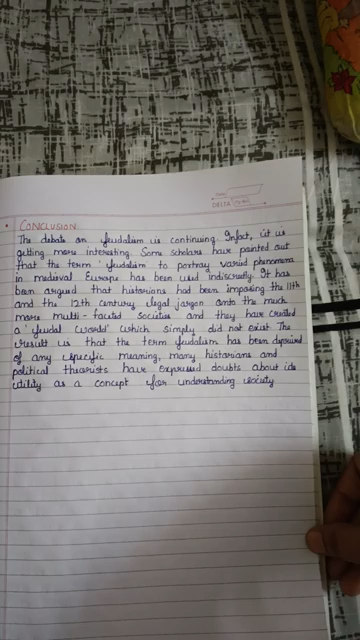 DELTA
CONCLUSION
The debate on feudalism is continuing. Infact, it is
getting more interesting. Some scholars have pointed out
that the term 'feudalism to portray varied phenomena
in medieval Europe has been used indiscreetly. It has
been argued that historians had been imposing the 11th
and the 12th century legal jargon onto the much
more multi-faceted societies and they have created
a 'feudal world' which simply did not exist. The
result is that the term feudalism has been deprived
of any specific meaning, many historians and
political theorists have expressed doubts about its
utility as a concept for understanding society.